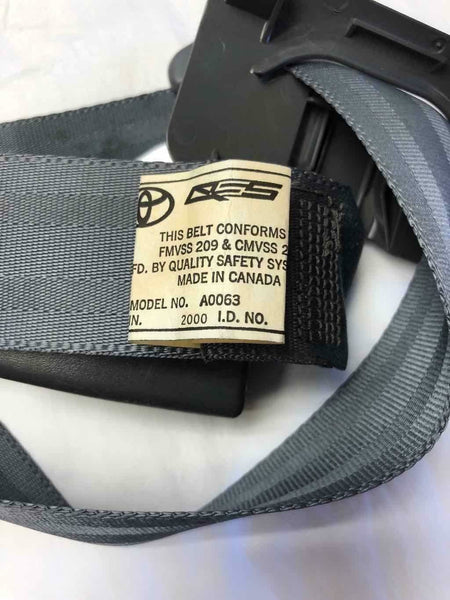 QSS
THIS BELT CONFORMS
FMVSS 209 & CMVSS 2
FD. BY QUALITY SAFETY SYS
MADE IN CANADA
MODEL NO. A0063
N. 2000 I.D. NO.